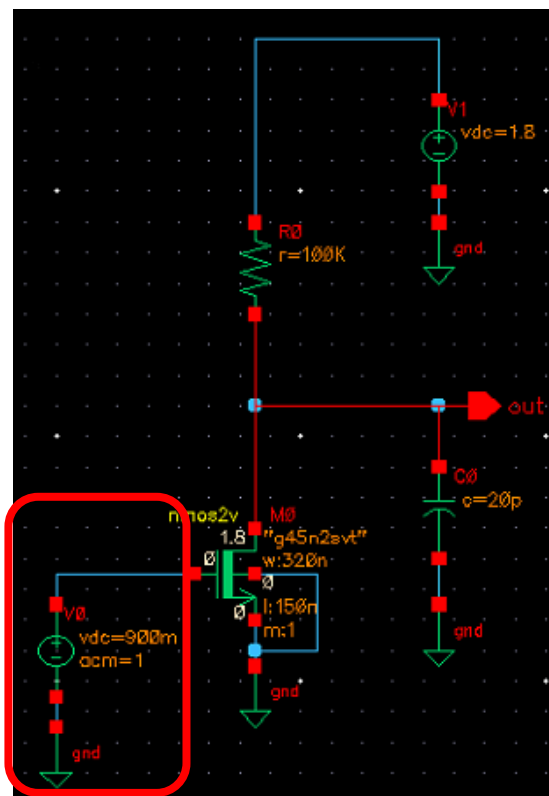 V1
vdc=1.8
gnd
R0
r=100K
out
C0
c=20p
gnd
nmos2v
M0
1.8
"g45n2svt"
0
w:320n
0
0
l:150n
m:1
gnd
V0
vdc=900m
acm=1
gnd